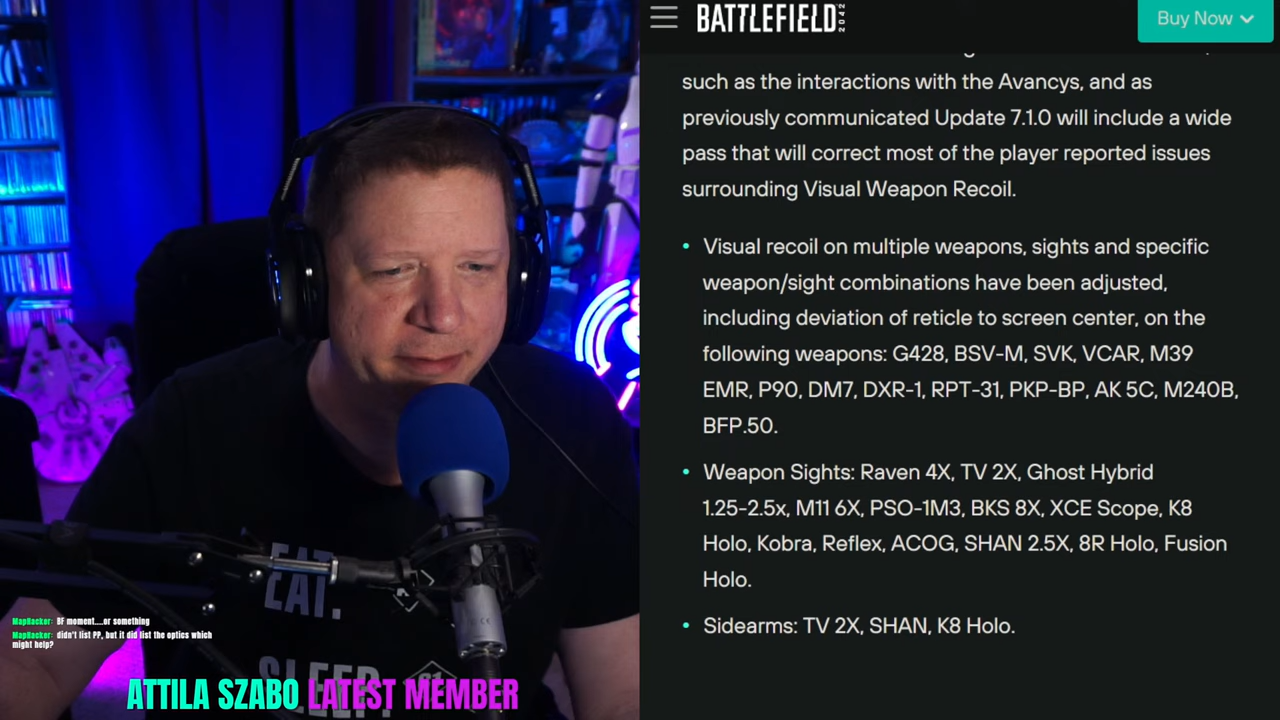 BATTLEFIELD 2042
Buy Now
such as the interactions with the Avancys, and as
previously communicated Update 7.1.0 will include a wide
pass that will correct most of the player reported issues
surrounding Visual Weapon Recoil.
• Visual recoil on multiple weapons, sights and specific
weapon/sight combinations have been adjusted,
including deviation of reticle to screen center, on the
following weapons: G428, BSV-M, SVK, VCAR, M39
EMR, P90, DM7, DXR-1, RPT-31, PKP-BP, AK 5C, M240B,
BFP.50.
• Weapon Sights: Raven 4X, TV 2X, Ghost Hybrid
1.25-2.5x, M11 6X, PSO-1M3, BKS 8X, XCE Scope, K8
Holo, Kobra, Reflex, ACOG, SHAN 2.5X, 8R Holo, Fusion
Holo.
• Sidearms: TV 2X, SHAN, K8 Holo.
EAT.
SLEEP.
MapHacker: BF moment....or something
MapHacker: didn't list PP, but it did list the optics which
might help?
ATTILA SZABO LATEST MEMBER